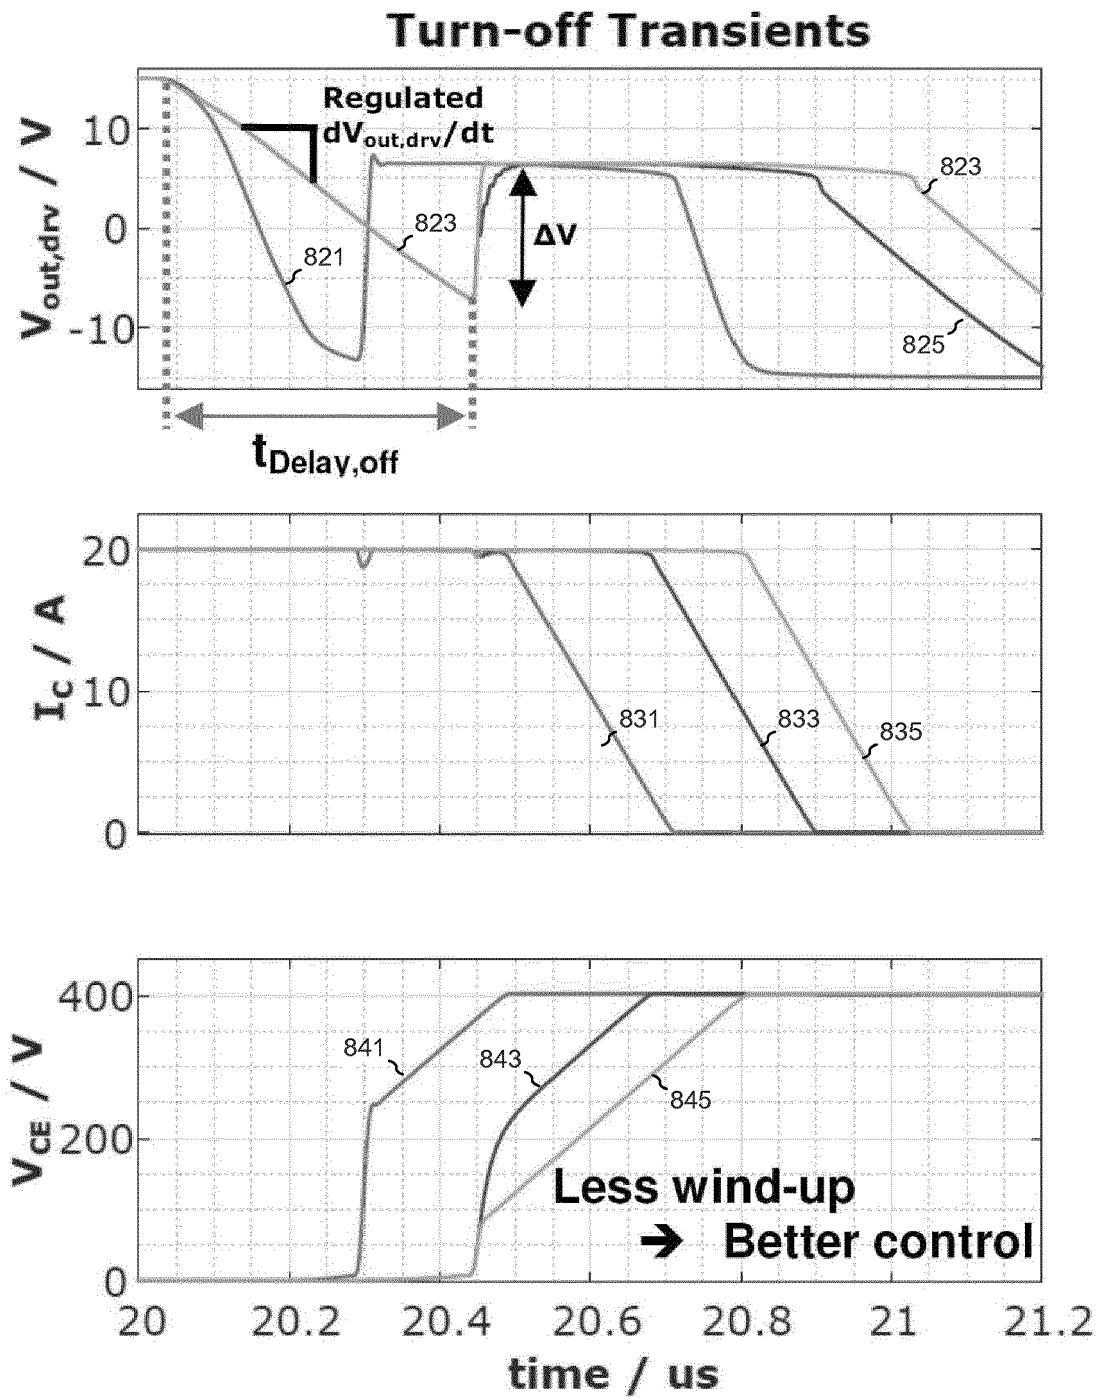 Turn-off Transients
Vout,drv / V
10
0
-10
Regulated
dVout,drv/dt
821
823
ΔV
823
825
tDelay,off
IC / A
20
10
0
831
833
835
VCE / V
400
200
0
841
843
845
Less wind-up
➔ Better control
20 20.2 20.4 20.6 20.8 21 21.2
time / us